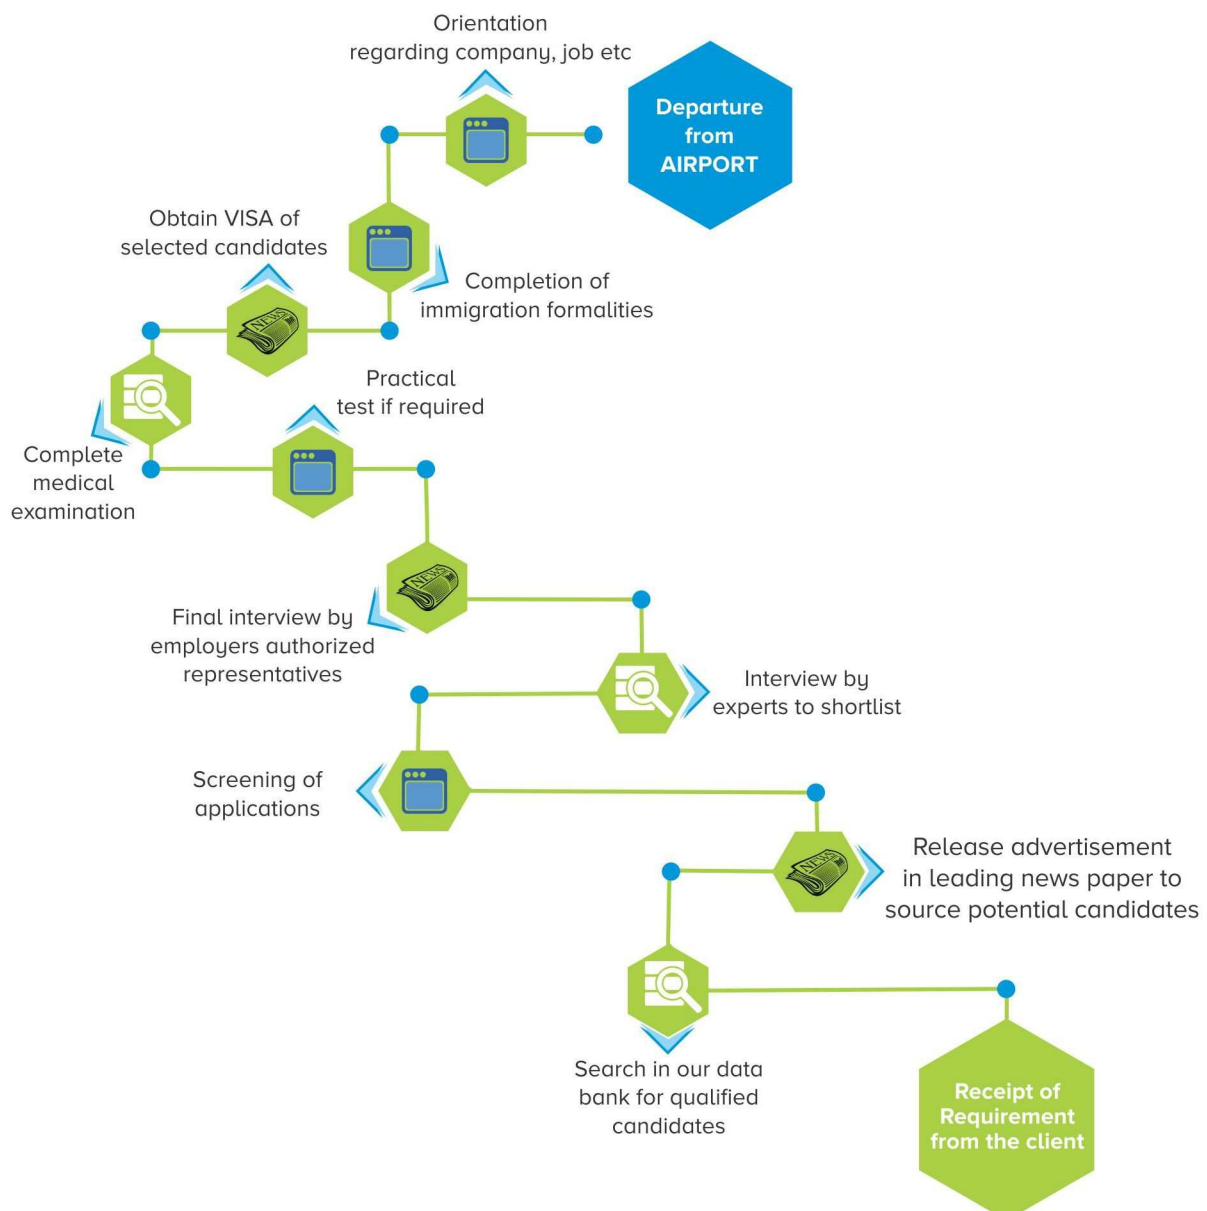 Orientation
regarding company, job etc
Departure
from
AIRPORT
Obtain VISA of
selected candidates
Completion of
immigration formalities
Practical
test if required
Complete
medical
examination
Final interview by
employers authorized
representatives
Interview by
experts to shortlist
Screening of
applications
Release advertisement
in leading news paper to
source potential candidates
Search in our data
bank for qualified
candidates
Receipt of
Requirement
from the client
NEWS
NEWS
NEWS